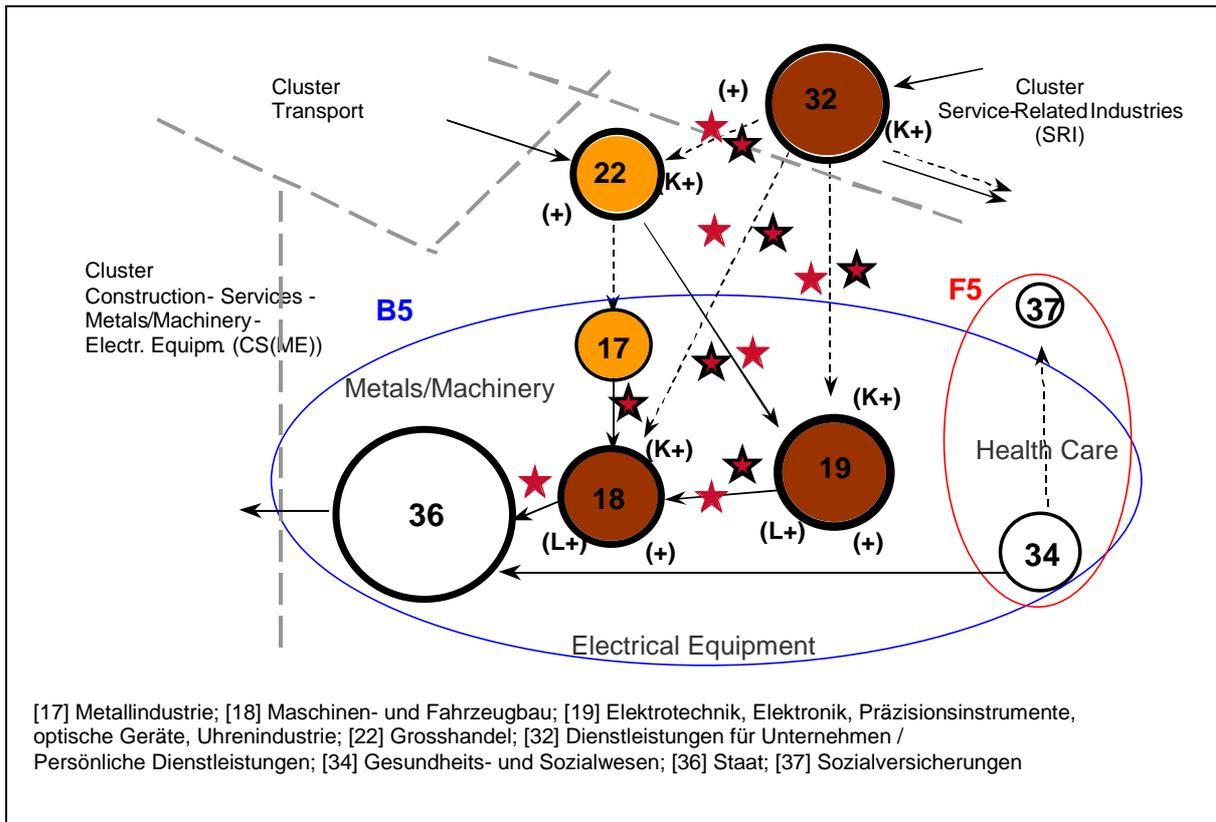 Cluster
Transport
(+)
32
Cluster
Service-Related Industries
(SRI)
(K+)
22
(K+)
(+)
Cluster
Construction- Services -
Metals/Machinery-
Electr. Equipm. (CS(ME))
B5
F5
37
17
Metals/Machinery
(K+)
(K+)
Health Care
36
18
19
(L+)
(+)
(L+)
(+)
34
Electrical Equipment
[17] Metallindustrie; [18] Maschinen- und Fahrzeugbau; [19] Elektrotechnik, Elektronik, Präzisionsinstrumente,
optische Geräte, Uhrenindustrie; [22] Grosshandel; [32] Dienstleistungen für Unternehmen /
Persönliche Dienstleistungen; [34] Gesundheits- und Sozialwesen; [36] Staat; [37] Sozialversicherungen